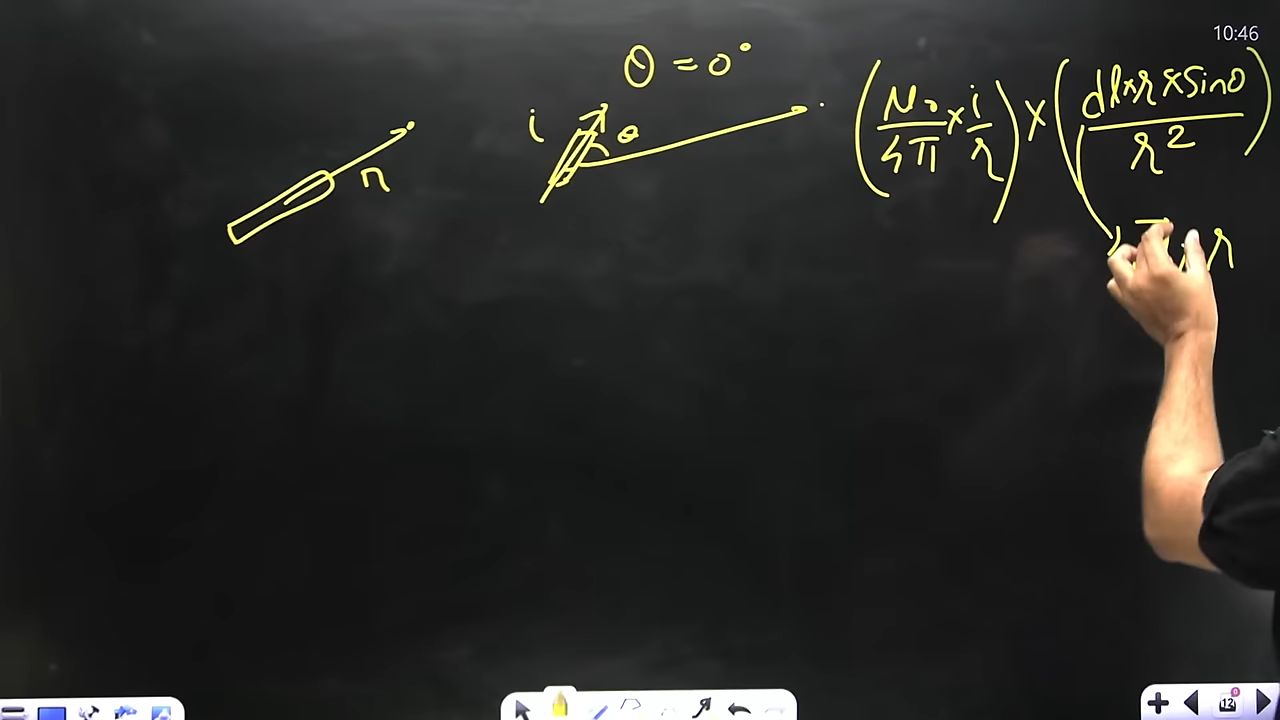 10:46
θ = 0°
(μ₀/4π × i/r) × (dl×r×sinθ/r²)
i
θ
r
r